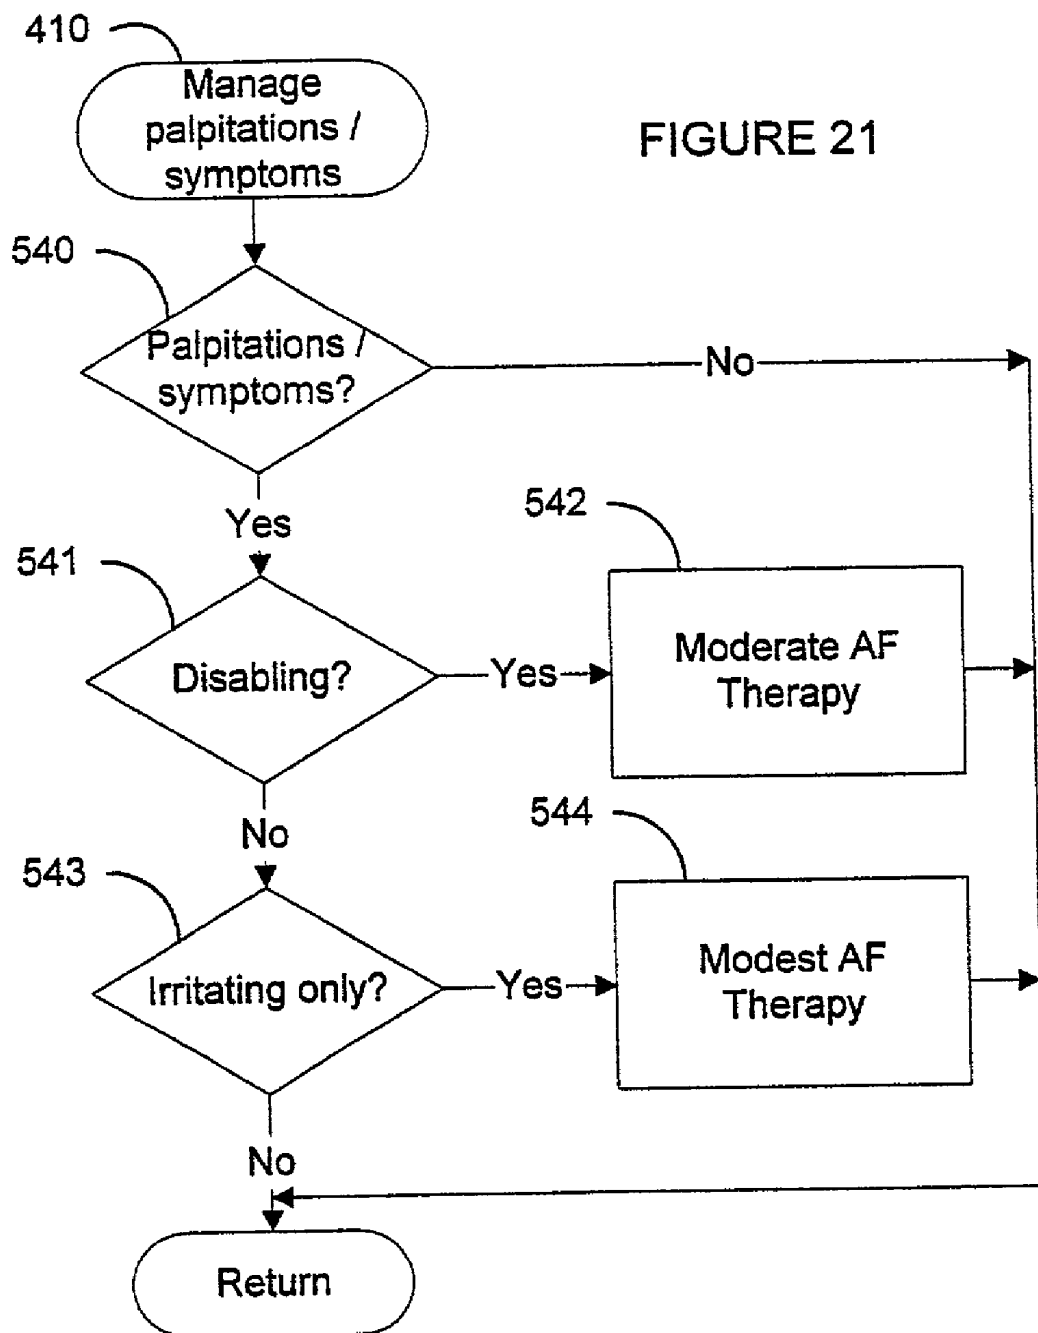 410
Manage
palpitations /
symptoms
FIGURE 21
540
Palpitations /
symptoms?
No
Yes
541
Disabling?
Yes
542
Moderate AF
Therapy
No
543
Irritating only?
Yes
544
Modest AF
Therapy
No
Return